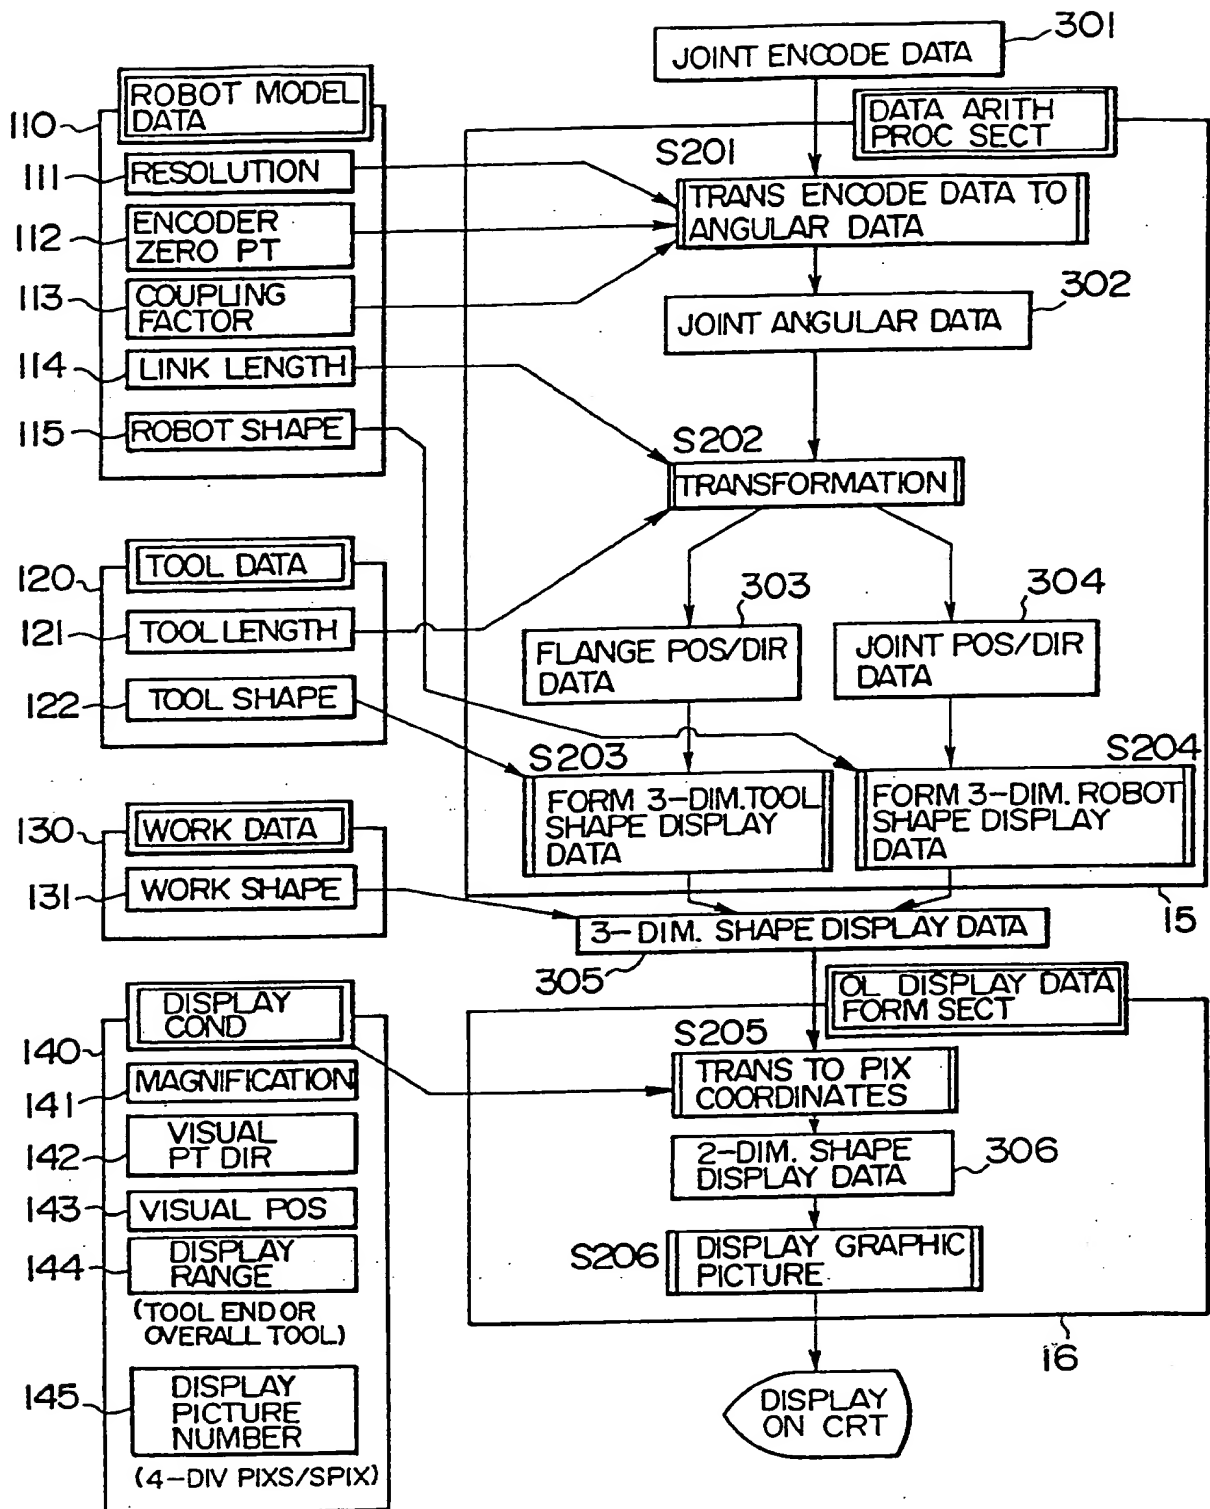 301
JOINT ENCODE DATA
ROBOT MODEL
DATA
110
111
RESOLUTION
112
ENCODER
ZERO PT
113
COUPLING
FACTOR
114
LINK LENGTH
115
ROBOT SHAPE
DATA ARITH
PROC SECT
S201
TRANS ENCODE DATA TO
ANGULAR DATA
302
JOINT ANGULAR DATA
S202
TRANSFORMATION
120
TOOL DATA
121
TOOL LENGTH
122
TOOL SHAPE
303
FLANGE POS/DIR
DATA
304
JOINT POS/DIR
DATA
S203
FORM 3-DIM. TOOL
SHAPE DISPLAY
DATA
S204
FORM 3-DIM. ROBOT
SHAPE DISPLAY
DATA
15
130
WORK DATA
131
WORK SHAPE
3-DIM. SHAPE DISPLAY DATA
305
OL DISPLAY DATA
FORM SECT
140
DISPLAY
COND
141
MAGNIFICATION
142
VISUAL
PT DIR
143
VISUAL POS
144
DISPLAY
RANGE
(TOOL END OR
OVERALL TOOL)
145
DISPLAY
PICTURE
NUMBER
(4-DIV PIXS/SPIX)
S205
TRANS TO PIX
COORDINATES
306
2-DIM. SHAPE
DISPLAY DATA
S206
DISPLAY GRAPHIC
PICTURE
16
DISPLAY
ON CRT